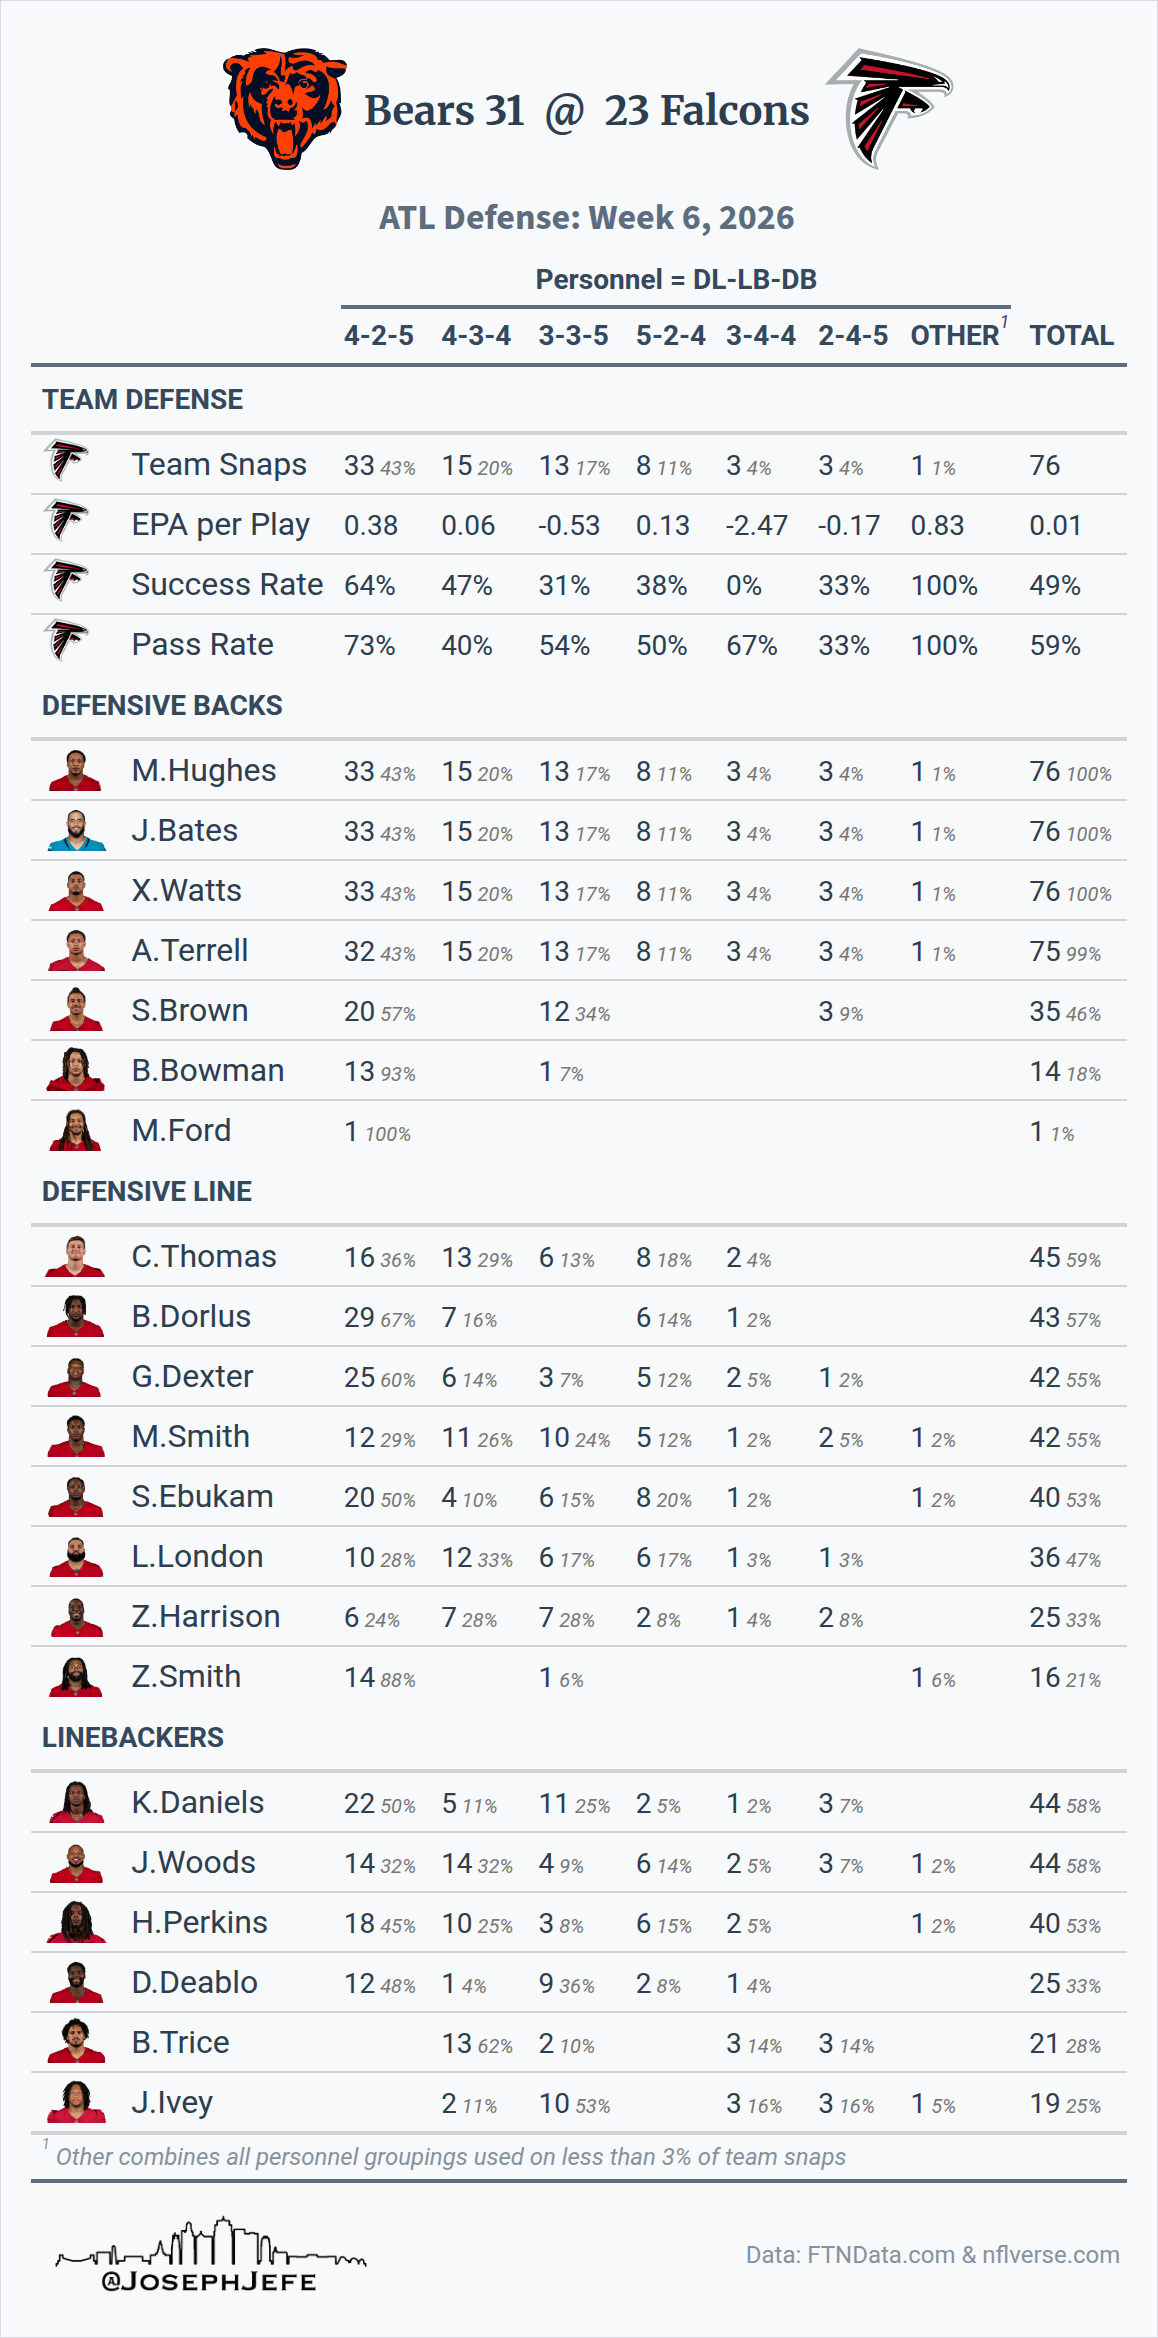 Bears 31 @ 23 Falcons
ATL Defense: Week 6, 2026
Personnel = DL-LB-DB
4-2-5 4-3-4 3-3-5 5-2-4 3-4-4 2-4-5 OTHER 1 TOTAL
TEAM DEFENSE
Team Snaps 33 43% 15 20% 13 17% 8 11% 3 4% 3 4% 1 1% 76
EPA per Play 0.38 0.06 -0.53 0.13 -2.47 -0.17 0.83 0.01
Success Rate 64% 47% 31% 38% 0% 33% 100% 49%
Pass Rate 73% 40% 54% 50% 67% 33% 100% 59%
DEFENSIVE BACKS
M.Hughes 33 43% 15 20% 13 17% 8 11% 3 4% 3 4% 1 1% 76 100%
J.Bates 33 43% 15 20% 13 17% 8 11% 3 4% 3 4% 1 1% 76 100%
X.Watts 33 43% 15 20% 13 17% 8 11% 3 4% 3 4% 1 1% 76 100%
A.Terrell 32 43% 15 20% 13 17% 8 11% 3 4% 3 4% 1 1% 75 99%
S.Brown 20 57% 12 34% 3 9% 35 46%
B.Bowman 13 93% 1 7% 14 18%
M.Ford 1 100% 1 1%
DEFENSIVE LINE
C.Thomas 16 36% 13 29% 6 13% 8 18% 2 4% 45 59%
B.Dorlus 29 67% 7 16% 6 14% 1 2% 43 57%
G.Dexter 25 60% 6 14% 3 7% 5 12% 2 5% 1 2% 42 55%
M.Smith 12 29% 11 26% 10 24% 5 12% 1 2% 2 5% 1 2% 42 55%
S.Ebukam 20 50% 4 10% 6 15% 8 20% 1 2% 1 2% 40 53%
L.London 10 28% 12 33% 6 17% 6 17% 1 3% 1 3% 36 47%
Z.Harrison 6 24% 7 28% 7 28% 2 8% 1 4% 2 8% 25 33%
Z.Smith 14 88% 1 6% 1 6% 16 21%
LINEBACKERS
K.Daniels 22 50% 5 11% 11 25% 2 5% 1 2% 3 7% 44 58%
J.Woods 14 32% 14 32% 4 9% 6 14% 2 5% 3 7% 1 2% 44 58%
H.Perkins 18 45% 10 25% 3 8% 6 15% 2 5% 1 2% 40 53%
D.Deablo 12 48% 1 4% 9 36% 2 8% 1 4% 25 33%
B.Trice 13 62% 2 10% 3 14% 3 14% 21 28%
J.Ivey 2 11% 10 53% 3 16% 3 16% 1 5% 19 25%
1 Other combines all personnel groupings used on less than 3% of team snaps
@JOSEPHJEFE
Data: FTNData.com & nflverse.com